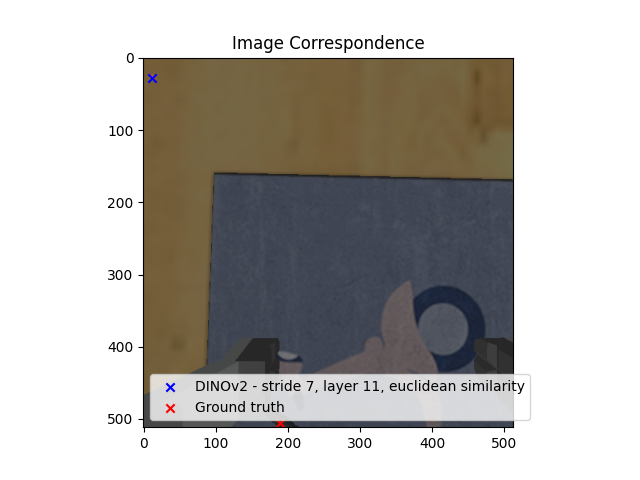 Image Correspondence
0
100
200
300
400
500
DINOv2 - stride 7, layer 11, euclidean similarity
Ground truth
0 100 200 300 400 500